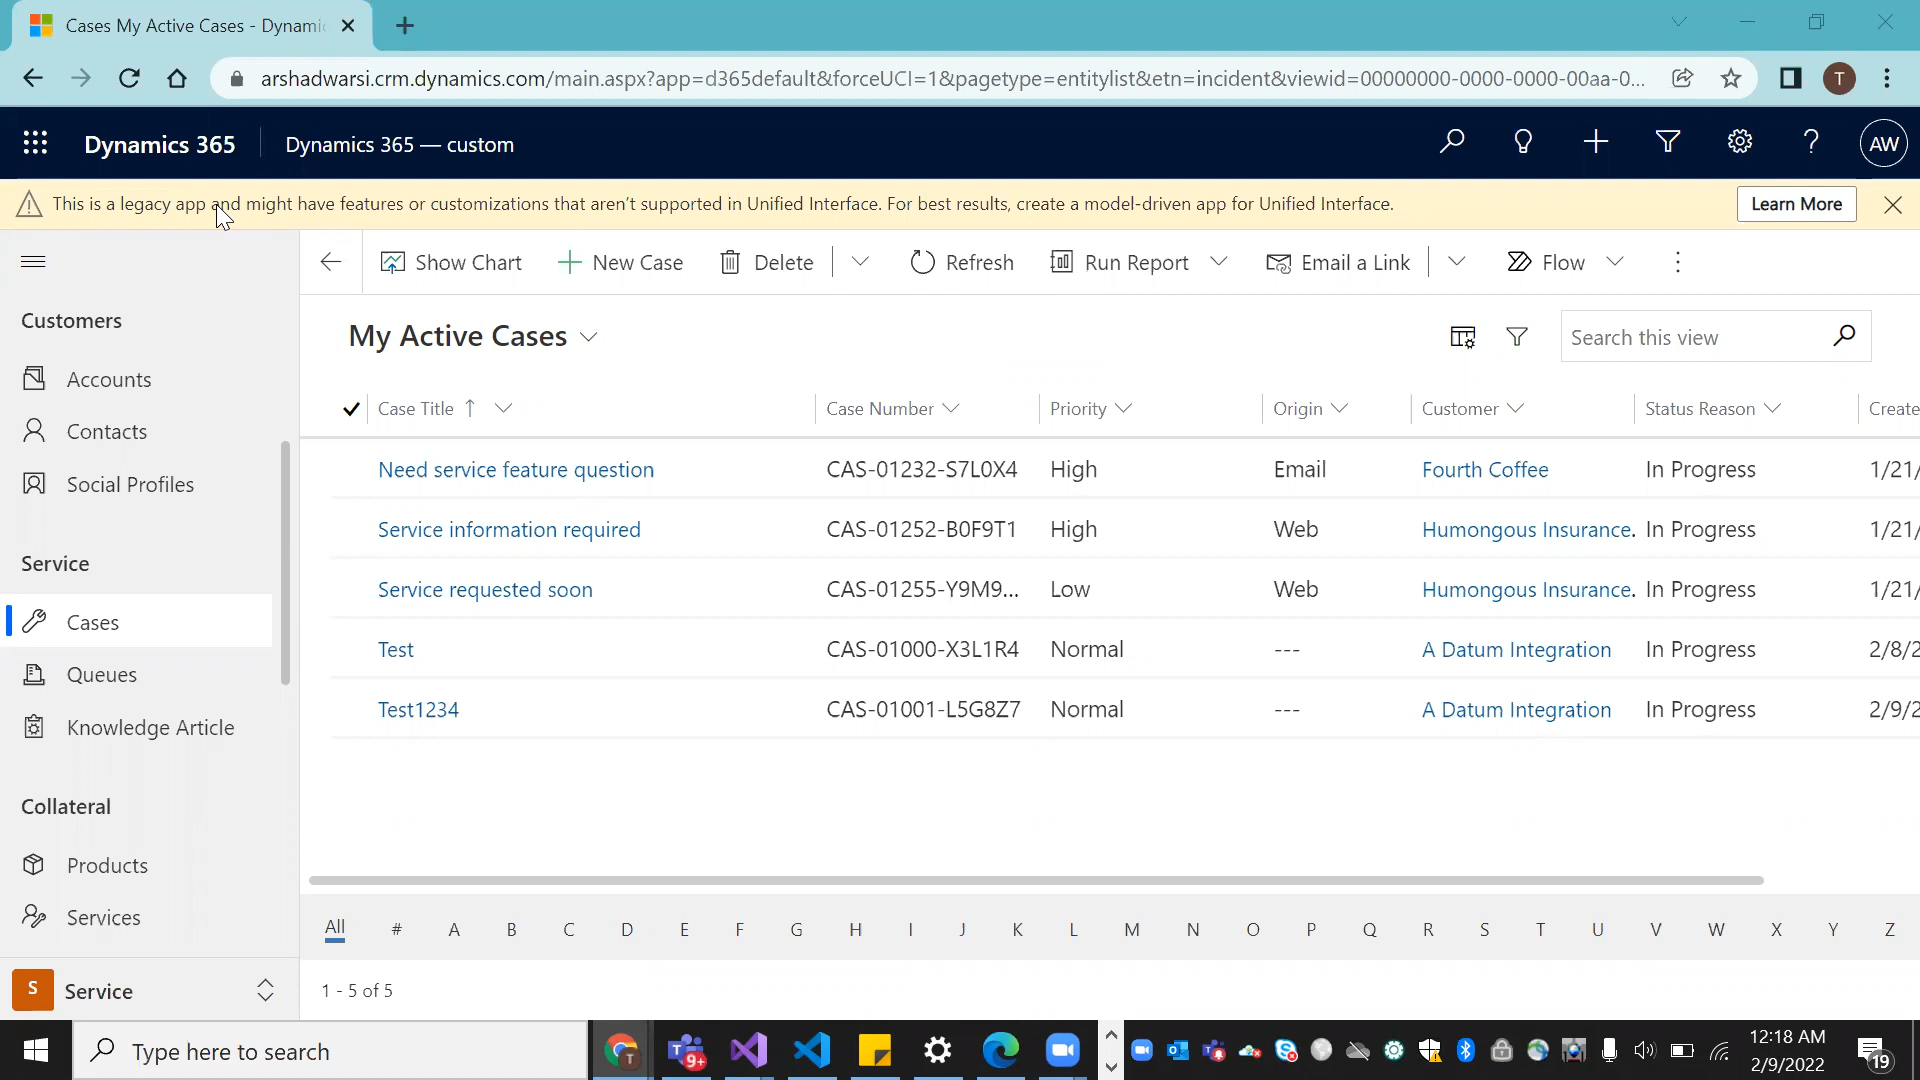 Cases My Active Cases - Dynamic
arshadwarsi.crm.dynamics.com/main.aspx?app=d365default&forceUCI=1&pagetype=entitylist&etn=incident&viewid=00000000-0000-0000-00aa-0...
T
Dynamics 365
Dynamics 365 — custom
AW
This is a legacy app and might have features or customizations that aren't supported in Unified Interface. For best results, create a model-driven app for Unified Interface.
Learn More
Show Chart
New Case
Delete
Refresh
Run Report
Email a Link
Flow
Customers
Accounts
Contacts
Social Profiles
Service
Cases
Queues
Knowledge Article
Collateral
Products
Services
S Service
My Active Cases
Search this view
Case Title Case Number Priority Origin Customer Status Reason Create
Need service feature question CAS-01232-S7L0X4 High Email Fourth Coffee In Progress 1/21/
Service information required CAS-01252-B0F9T1 High Web Humongous Insurance. In Progress 1/21/
Service requested soon CAS-01255-Y9M9... Low Web Humongous Insurance. In Progress 1/21/
Test CAS-01000-X3L1R4 Normal --- A Datum Integration In Progress 2/8/2
Test1234 CAS-01001-L5G8Z7 Normal --- A Datum Integration In Progress 2/9/2
All # A B C D E F G H I J K L M N O P Q R S T U V W X Y Z
1 - 5 of 5
Type here to search
T
9+
12:18 AM
2/9/2022
19